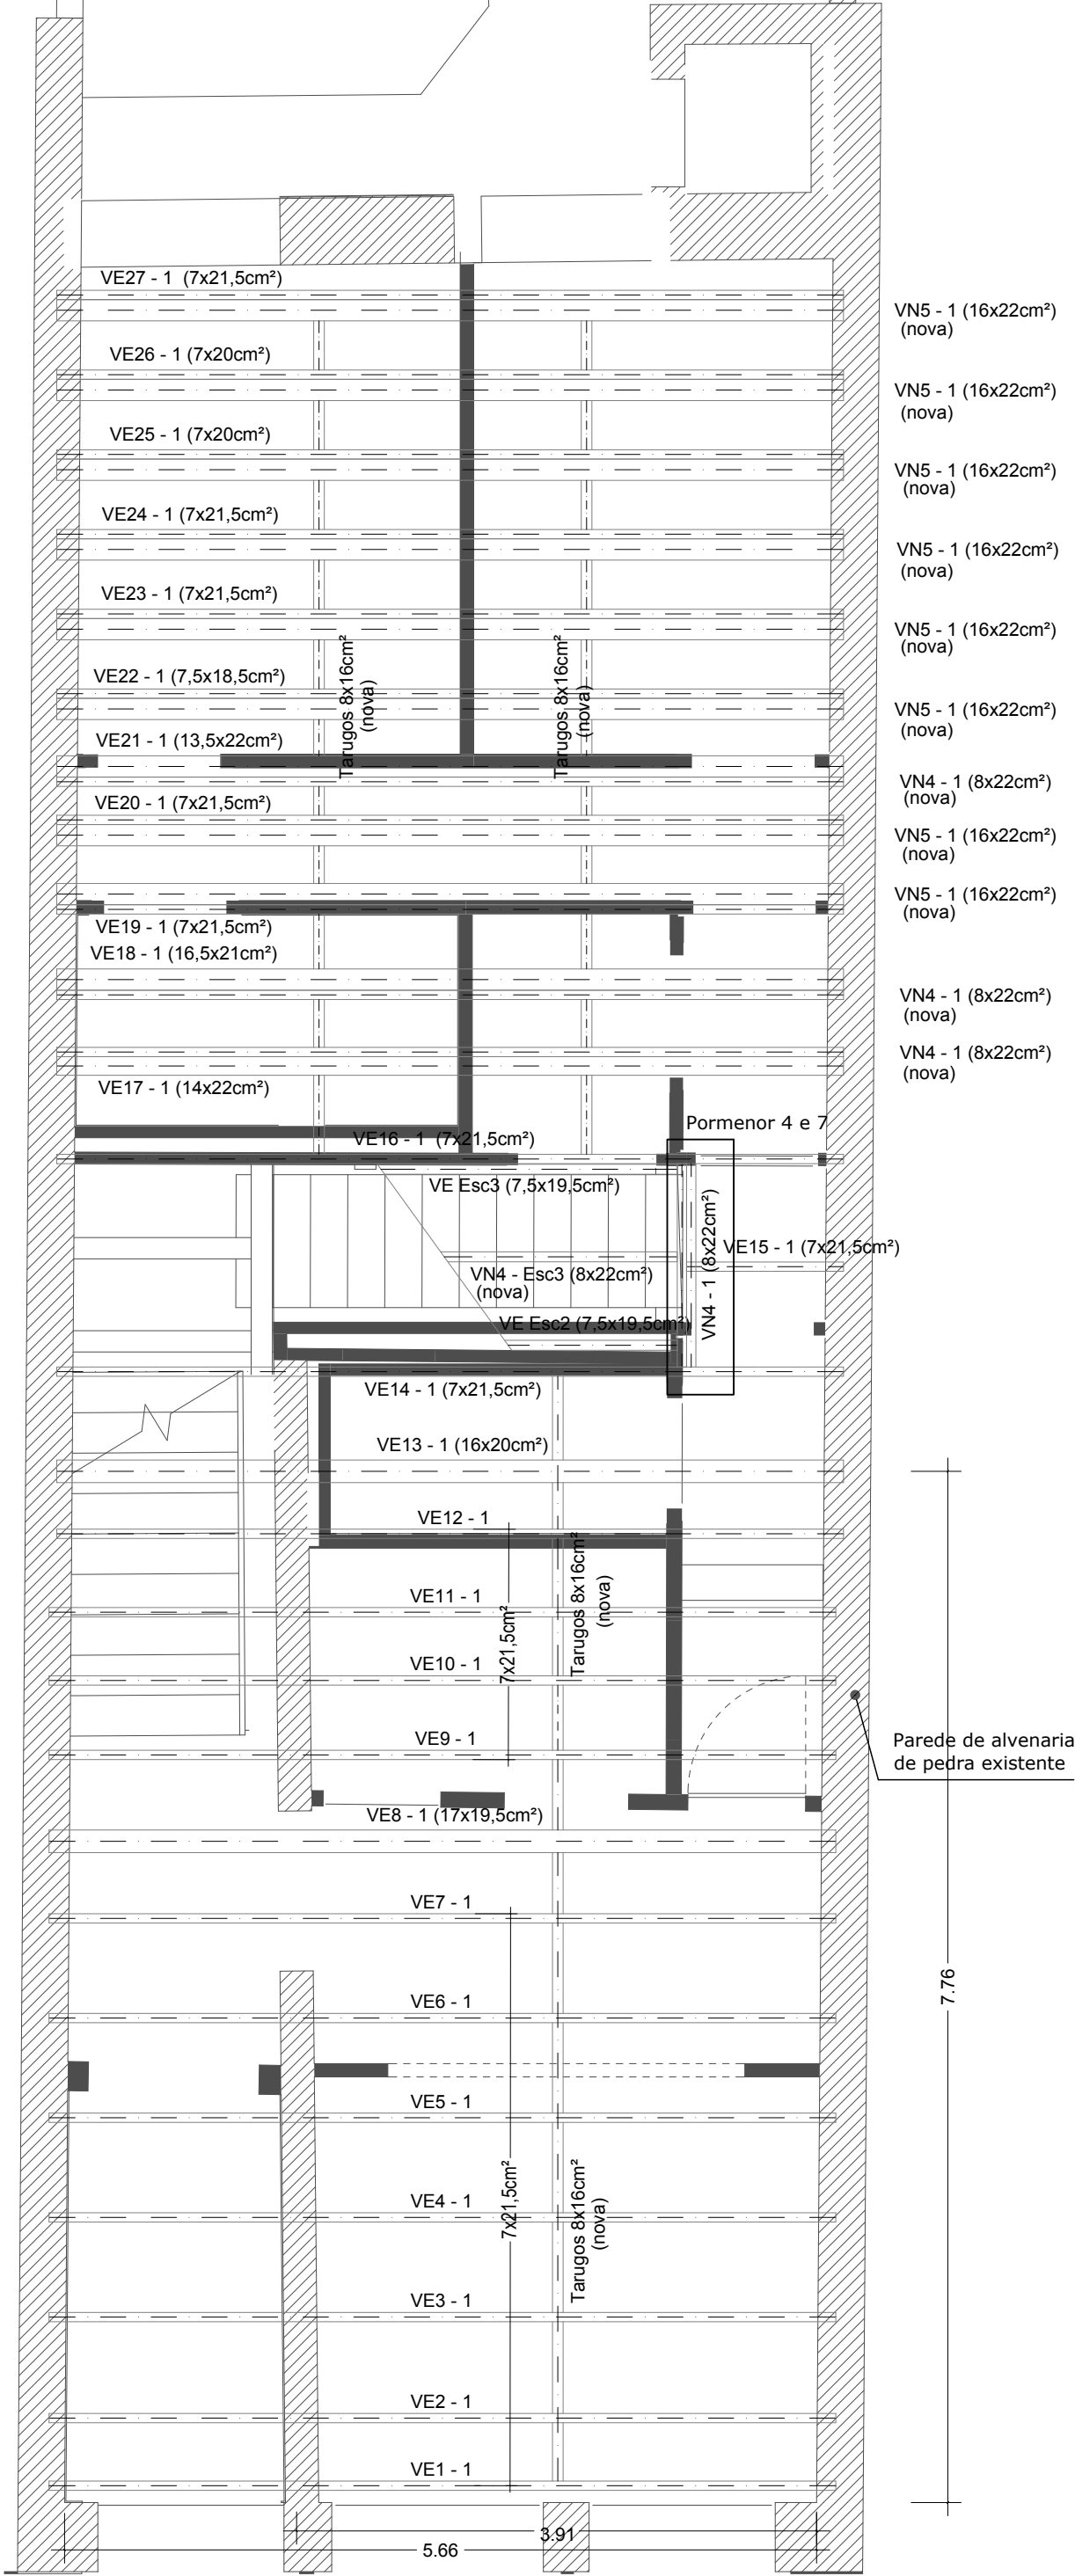 VE27 - 1 (7x21,5cm²)
VN5 - 1 (16x22cm²)
(nova)
VE26 - 1 (7x20cm²)
VN5 - 1 (16x22cm²)
(nova)
VE25 - 1 (7x20cm²)
VN5 - 1 (16x22cm²)
(nova)
VE24 - 1 (7x21,5cm²)
VN5 - 1 (16x22cm²)
(nova)
VE23 - 1 (7x21,5cm²)
VN5 - 1 (16x22cm²)
(nova)
Tarugos 8x16cm²
(nova)
Tarugos 8x16cm²
(nova)
VE22 - 1 (7,5x18,5cm²)
VN5 - 1 (16x22cm²)
(nova)
VE21 - 1 (13,5x22cm²)
VN4 - 1 (8x22cm²)
(nova)
VE20 - 1 (7x21,5cm²)
VN5 - 1 (16x22cm²)
(nova)
VN5 - 1 (16x22cm²)
(nova)
VE19 - 1 (7x21,5cm²)
VE18 - 1 (16,5x21cm²)
VN4 - 1 (8x22cm²)
(nova)
VN4 - 1 (8x22cm²)
(nova)
VE17 - 1 (14x22cm²)
Pormenor 4 e 7
VE16 - 1 (7x21,5cm²)
VE Esc3 (7,5x19,5cm²)
VN4 - 1 (8x22cm²)
VE15 - 1 (7x21,5cm²)
VN4 - Esc3 (8x22cm²)
(nova)
VE Esc2 (7,5x19,5cm²)
VE14 - 1 (7x21,5cm²)
VE13 - 1 (16x20cm²)
VE12 - 1
Tarugos 8x16cm²
(nova)
VE11 - 1
7x21,5cm²
VE10 - 1
VE9 - 1
Parede de alvenaria
de pedra existente
VE8 - 1 (17x19,5cm²)
VE7 - 1
7.76
VE6 - 1
VE5 - 1
7x21,5cm²
Tarugos 8x16cm²
(nova)
VE4 - 1
VE3 - 1
VE2 - 1
VE1 - 1
3.91
5.66